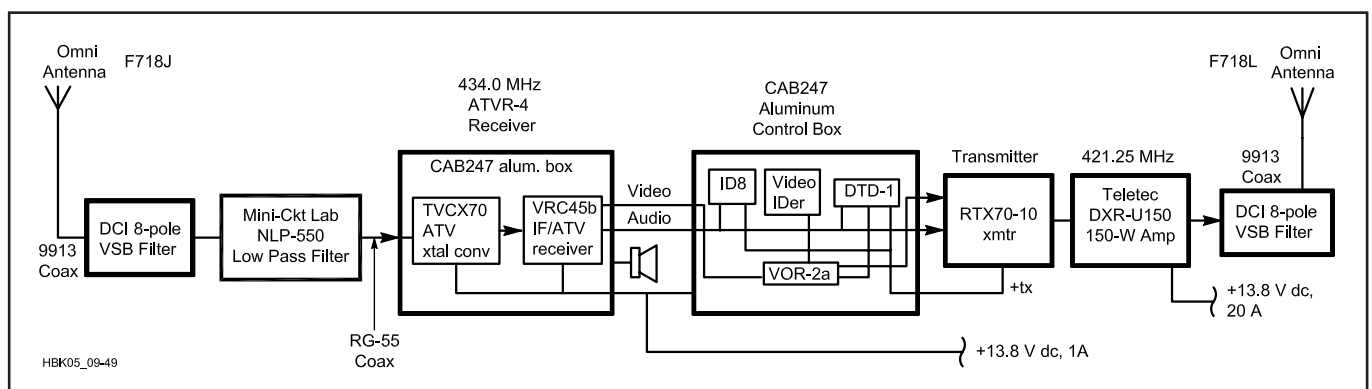 Omni
Antenna
F718J
9913
Coax
DCI 8-pole
VSB Filter
Mini-Ckt Lab
NLP-550
Low Pass Filter
RG-55
Coax
434.0 MHz
ATVR-4
Receiver
CAB247 alum. box
TVCX70
ATV
xtal conv
VRC45b
IF/ATV
receiver
Video
Audio
CAB247
Aluminum
Control Box
ID8
Video
IDer
DTD-1
VOR-2a
Transmitter
RTX70-10
xmtr
+tx
421.25 MHz
Teletec
DXR-U150
150-W Amp
F718L
Omni
Antenna
9913
Coax
DCI 8-pole
VSB Filter
+13.8 V dc,
20 A
+13.8 V dc, 1A
HBK05_09-49